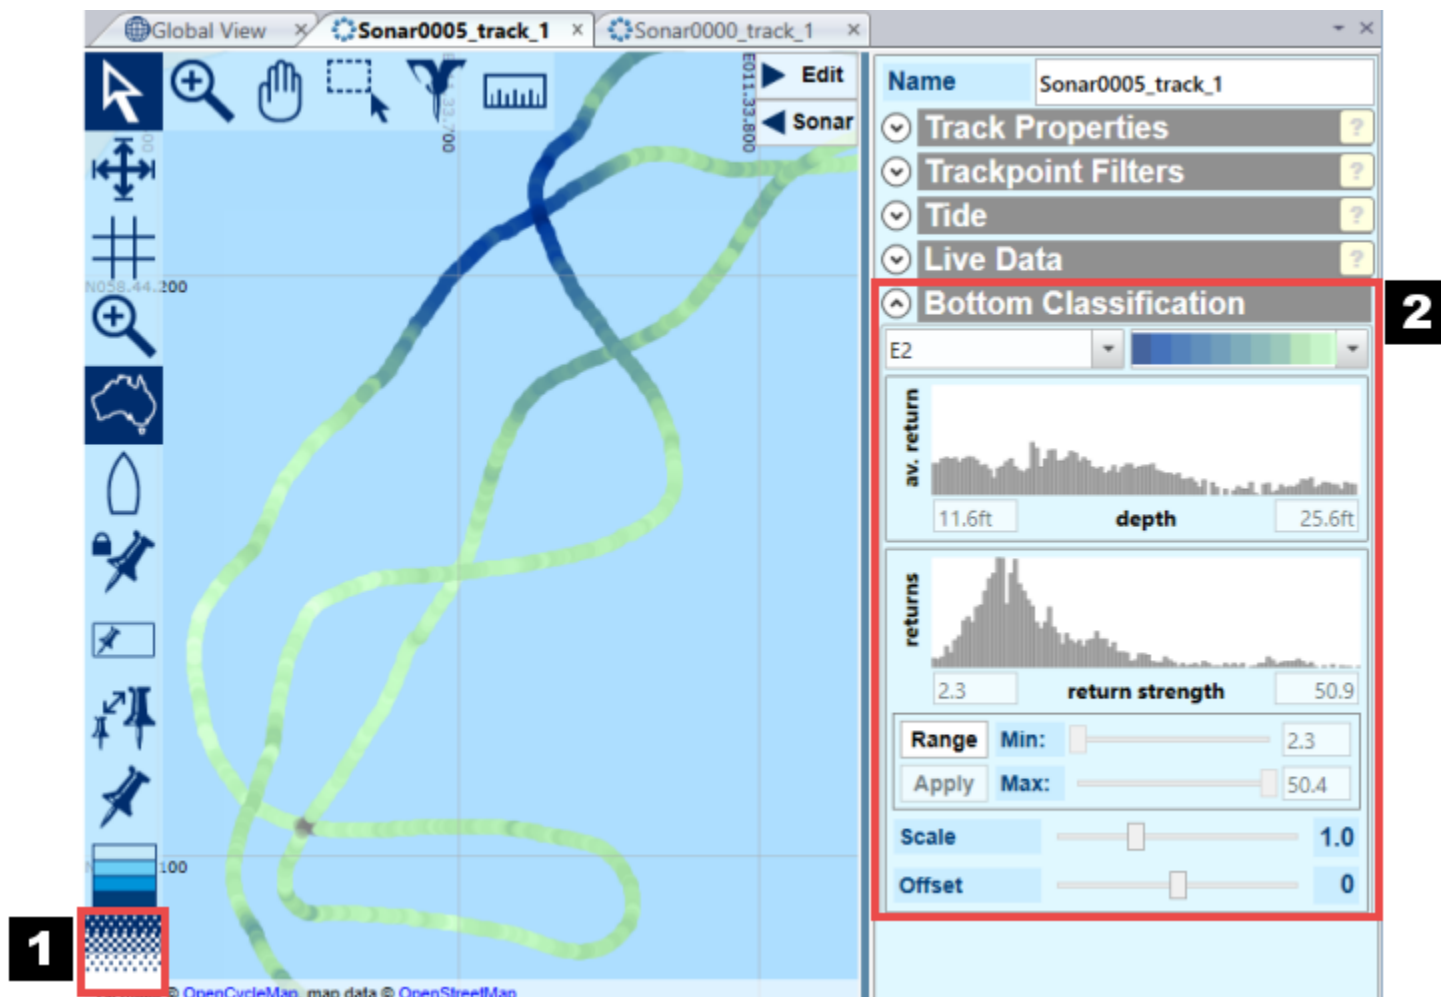 Global View
Sonar0005_track_1
Sonar0000_track_1
Edit
Sonar
E011.33.700
E011.33.800
N058.44.200
100
1
© OpenCycleMap, map data © OpenStreetMap
Name
Sonar0005_track_1
Track Properties ?
Trackpoint Filters ?
Tide ?
Live Data ?
Bottom Classification
2
E2
av. return
11.6ft depth 25.6ft
returns
2.3 return strength 50.9
Range Min: 2.3
Apply Max: 50.4
Scale 1.0
Offset 0